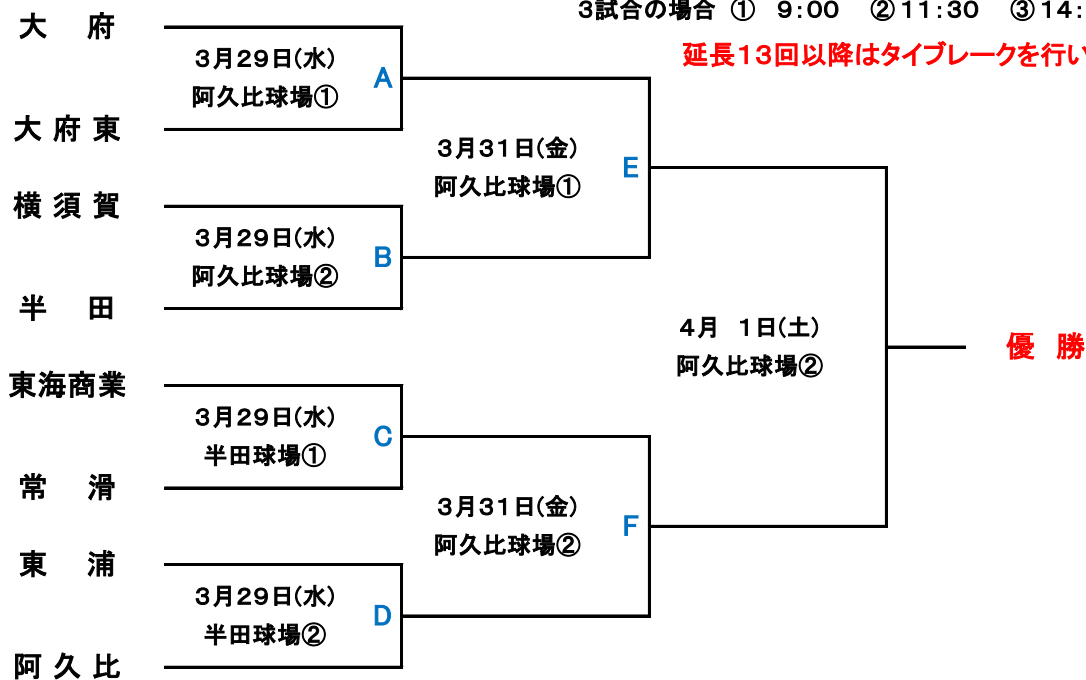 3試合の場合 ① 9:00 ②11:30 ③14:
延長13回以降はタイブレークを行い
大 府
3月29日(水)
阿久比球場①
A
大府東
3月31日(金)
阿久比球場①
E
横須賀
3月29日(水)
阿久比球場②
B
半 田
4月 1日(土)
阿久比球場②
優 勝
東海商業
3月29日(水)
半田球場①
C
常 滑
3月31日(金)
阿久比球場②
F
東 浦
3月29日(水)
半田球場②
D
阿久比